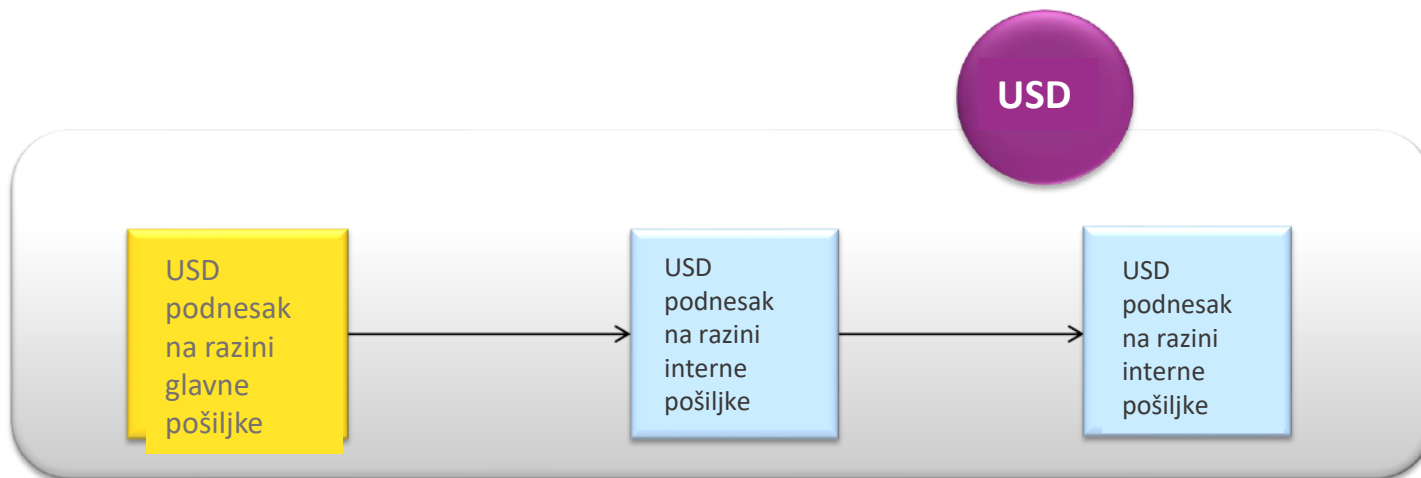 USD
USD
podnesak
na razini
glavne
pošiljke
USD
podnesak
na razini
interne
pošiljke
USD
podnesak
na razini
interne
pošiljke